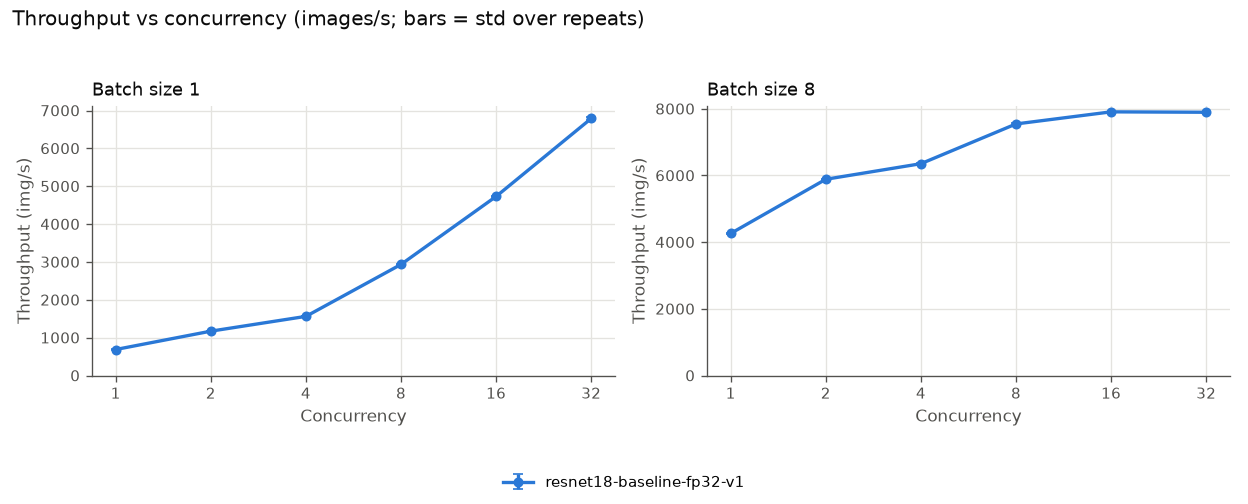 Throughput vs concurrency (images/s; bars = std over repeats)
Batch size 1
7000
6000
5000
4000
3000
2000
1000
0
Throughput (img/s)
1 2 4 8 16 32
Concurrency
Batch size 8
8000
6000
4000
2000
0
Throughput (img/s)
1 2 4 8 16 32
Concurrency
resnet18-baseline-fp32-v1